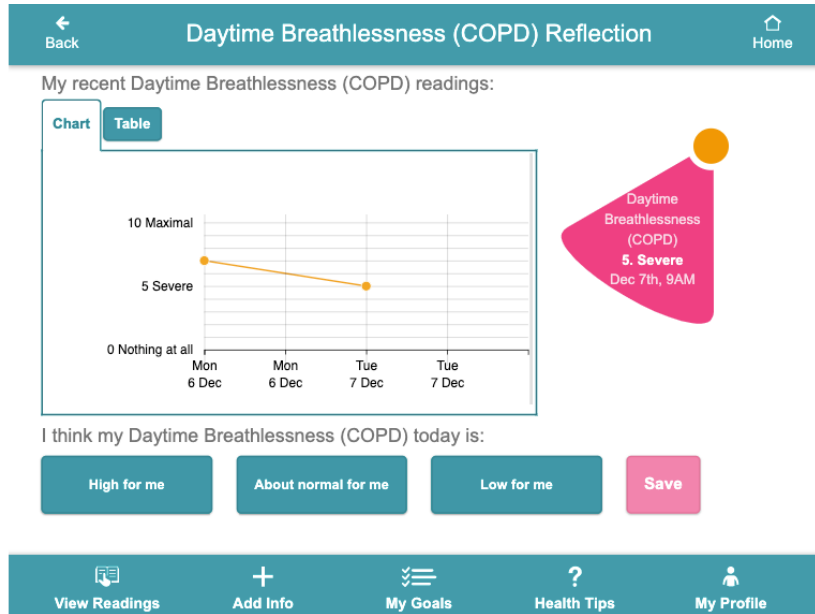 Back
Daytime Breathlessness (COPD) Reflection
Home
My recent Daytime Breathlessness (COPD) readings:
Chart
Table
10 Maximal
5 Severe
0 Nothing at all
Mon
6 Dec
Mon
6 Dec
Tue
7 Dec
Tue
7 Dec
Daytime
Breathlessness
(COPD)
5. Severe
Dec 7th, 9AM
I think my Daytime Breathlessness (COPD) today is:
High for me
About normal for me
Low for me
Save
View Readings
Add Info
My Goals
Health Tips
My Profile